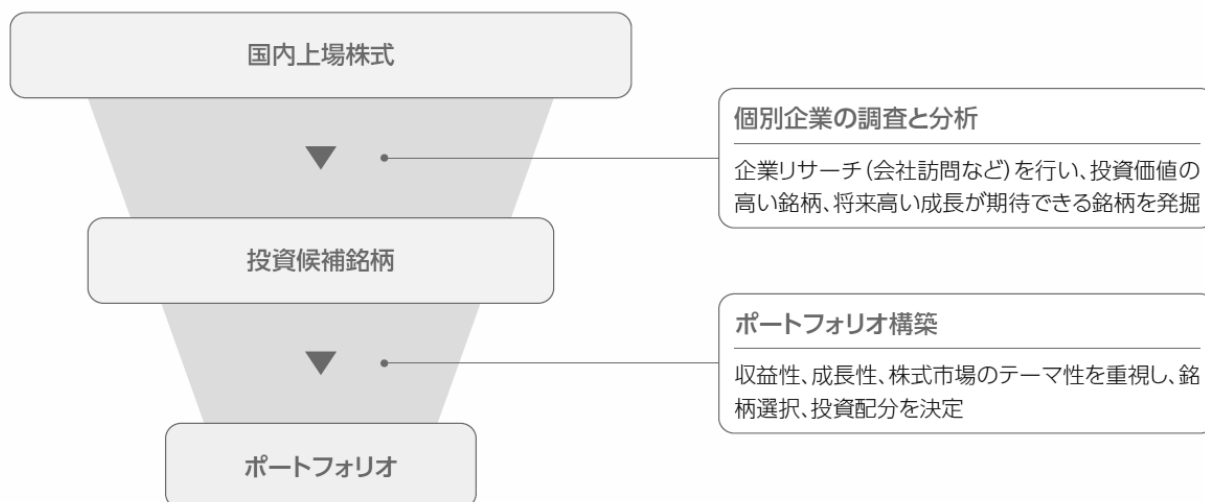 国内上場株式
個別企業の調査と分析
企業リサーチ(会社訪問など)を行い、投資価値の
高い銘柄、将来高い成長が期待できる銘柄を発掘
投資候補銘柄
ポートフォリオ構築
収益性、成長性、株式市場のテーマ性を重視し、銘
柄選択、投資配分を決定
ポートフォリオ